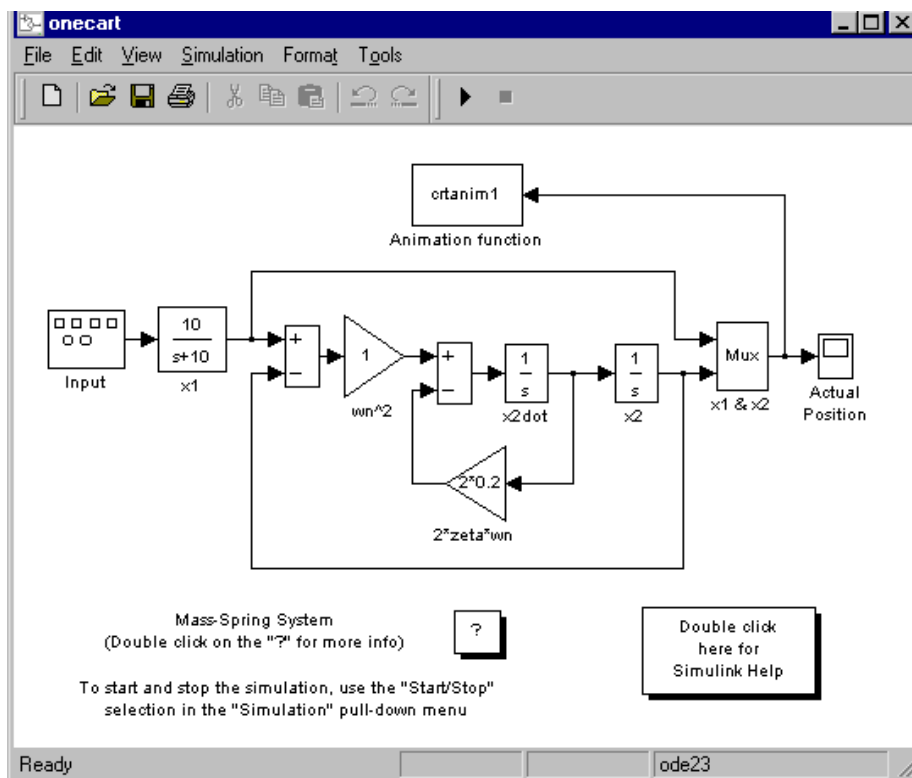 onecart
File Edit View Simulation Format Tools
crtanim1
Animation function
Input
10
s+10
x1
+
−
1
wn^2
+
−
1
s
x2dot
1
s
x2
Mux
x1 & x2
Actual
Position
2*0.2
2*zeta*wn
Mass-Spring System
(Double click on the "?" for more info)
?
Double click
here for
Simulink Help
To start and stop the simulation, use the "Start/Stop"
selection in the "Simulation" pull-down menu
Ready
ode23